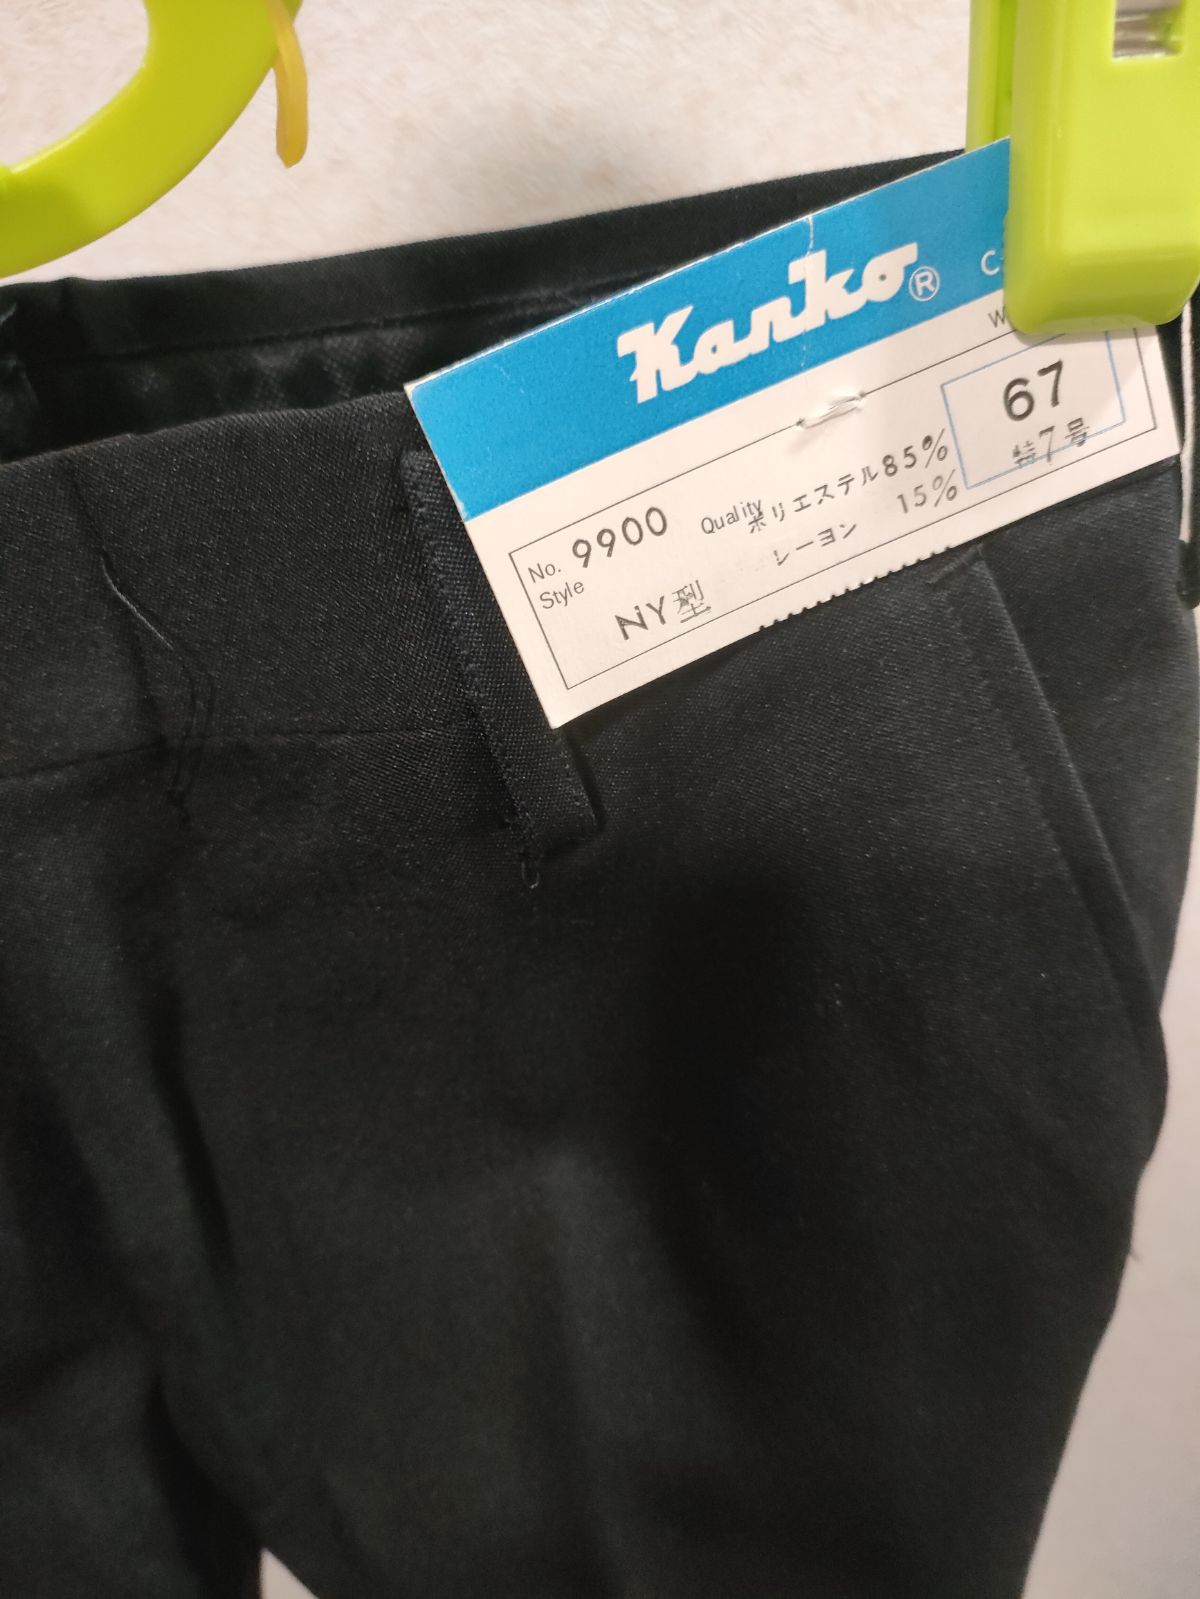 Kanko®
No. 9900
Quality ポリエステル85%
レーヨン 15%
Style
NY型
67
特7号